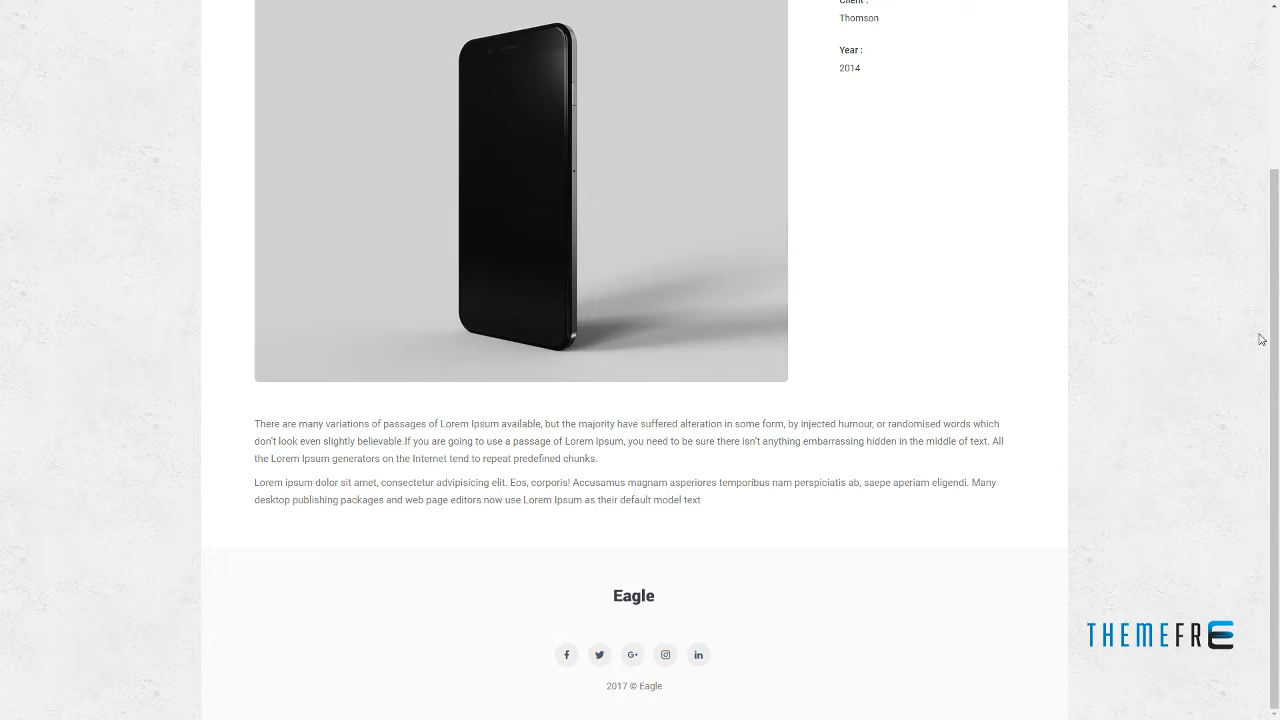 Client :
Thomson
Year :
2014
There are many variations of passages of Lorem Ipsum available, but the majority have suffered alteration in some form, by injected humour, or randomised words which
don't look even slightly believable.If you are going to use a passage of Lorem Ipsum, you need to be sure there isn't anything embarrassing hidden in the middle of text. All
the Lorem Ipsum generators on the Internet tend to repeat predefined chunks.
Lorem ipsum dolor sit amet, consectetur adipisicing elit. Eos, corporis! Accusamus magnam asperiores temporibus nam perspiciatis ab, saepe aperiam eligendi. Many
desktop publishing packages and web page editors now use Lorem Ipsum as their default model text
Eagle
THEMEFRE
2017 © Eagle